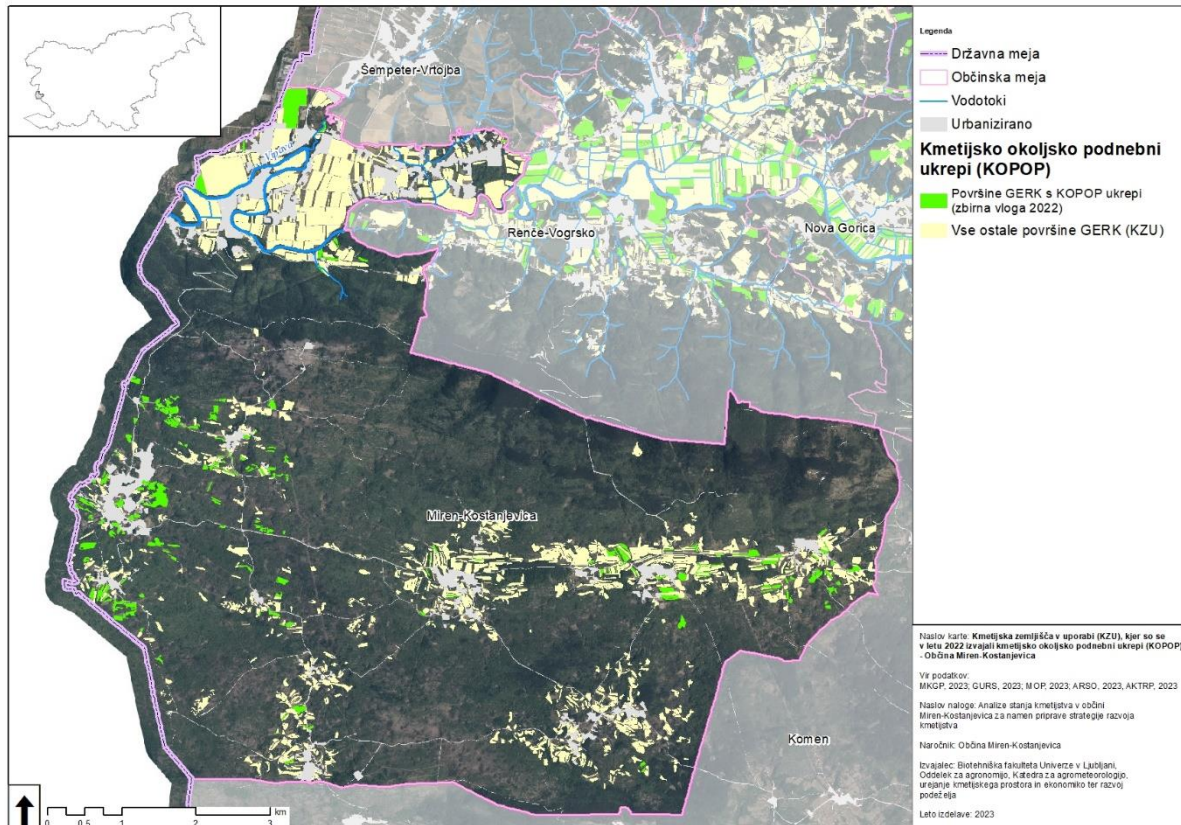 Šempeter-Vrtojba
Vipava
Renče-Vogrsko
Nova Gorica
Miren-Kostanjevica
Komen
0 0,5 1 2 3
km
Legenda
Državna meja
Občinska meja
Vodotoki
Urbanizirano
Kmetijsko okoljsko podnebni
ukrepi (KOPOP)
Površine GERK s KOPOP ukrepi
(zbirna vloga 2022)
Vse ostale površine GERK (KZU)
Naslov karte: Kmetijska zemljišča v uporabi (KZU), kjer so se
v letu 2022 izvajali kmetijsko okoljsko podnebni ukrepi (KOPOP)
- Občina Miren-Kostanjevica
Vir podatkov:
MKGP, 2023; GURS, 2023; MOP, 2023; ARSO, 2023, AKTRP, 2023
Naslov naloge: Analize stanja kmetijstva v občini
Miren-Kostanjevica za namen priprave strategije razvoja
kmetijstva
Naročnik: Občina Miren-Kostanjevica
Izvajalec: Biotehniška fakulteta Univerze v Ljubljani,
Oddelek za agronomijo, Katedra za agrometeorologijo,
urejanje kmetijskega prostora in ekonomiko ter razvoj
podeželja
Leto izdelave: 2023